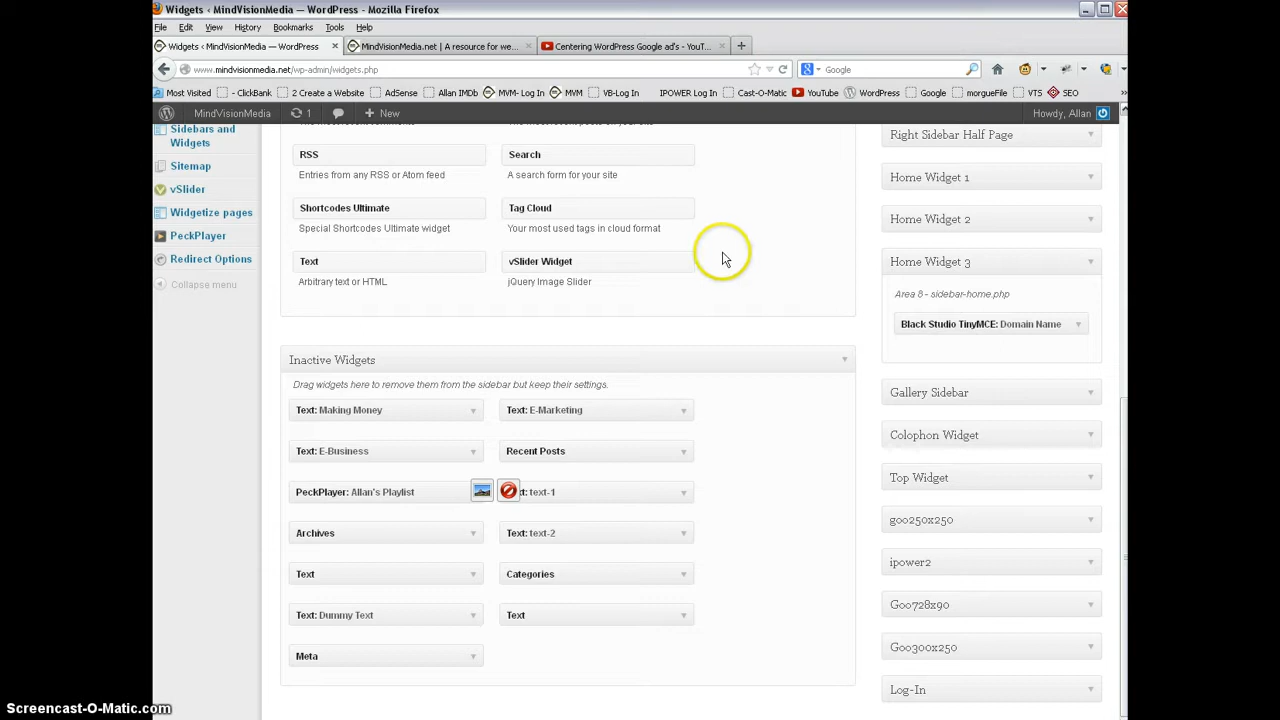 Widgets ‹ MindVisionMedia — WordPress - Mozilla Firefox
File Edit View History Bookmarks Tools Help
Widgets ‹ MindVisionMedia — WordPress × MindVisionMedia.net | A resource for we... × Centering WordPress Google ad's - YouT... × +
www.mindvisionmedia.net/wp-admin/widgets.php Google
Most Visited - ClickBank 2 Create a Website AdSense Allan IMDb MVM- Log In MVM VB-Log In IPOWER Log In Cast-O-Matic YouTube WordPress Google morgueFile VTS SEO
MindVisionMedia 1 + New Howdy, Allan
Sidebars and
Widgets
Sitemap
vSlider
Widgetize pages
PeckPlayer
Redirect Options
Collapse menu
RSS Search
Entries from any RSS or Atom feed A search form for your site
Shortcodes Ultimate Tag Cloud
Special Shortcodes Ultimate widget Your most used tags in cloud format
Text vSlider Widget
Arbitrary text or HTML jQuery Image Slider
Inactive Widgets
Drag widgets here to remove them from the sidebar but keep their settings.
Text: Making Money Text: E-Marketing
Text: E-Business Recent Posts
PeckPlayer: Allan's Playlist xt: text-1
Archives Text: text-2
Text Categories
Text: Dummy Text Text
Meta
Right Sidebar Half Page
Home Widget 1
Home Widget 2
Home Widget 3
Area 8 - sidebar-home.php
Black Studio TinyMCE: Domain Name
Gallery Sidebar
Colophon Widget
Top Widget
goo250x250
ipower2
Goo728x90
Goo300x250
Log-In
Screencast-O-Matic.com